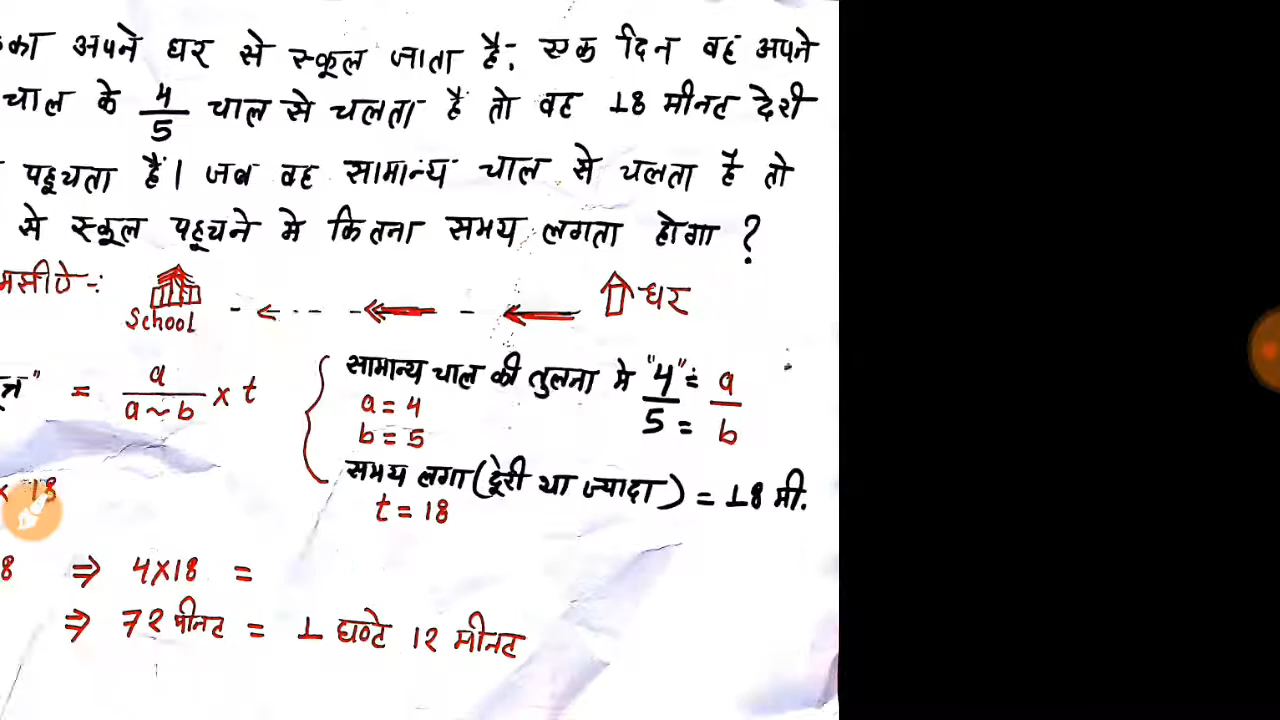 का अपने घर से स्कूल जाता है; एक दिन वह अपने
चाल के 4/5 चाल से चलता है तो वह 18 मीनट देरी
पहूचता हैं। जब वह सामान्य चाल से चलता है तो
से स्कूल पहूचने मे कितना समय लगता होगा ?
School घर
= a/(a~b) × t
सामान्य चाल की तुलना मे "4"/5 = a/b
a = 4
b = 5
समय लगा (देरी या ज्यादा) = 18 मी.
× 18
t = 18
8 ⇒ 4×18 =
⇒ 72 मीनट = 1 घण्टे 12 मीनट